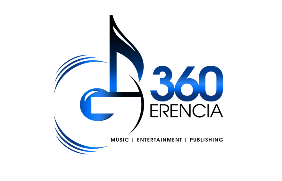 G 360
ERENCIA
MUSIC | ENTERTAINMENT | PUBLISHING